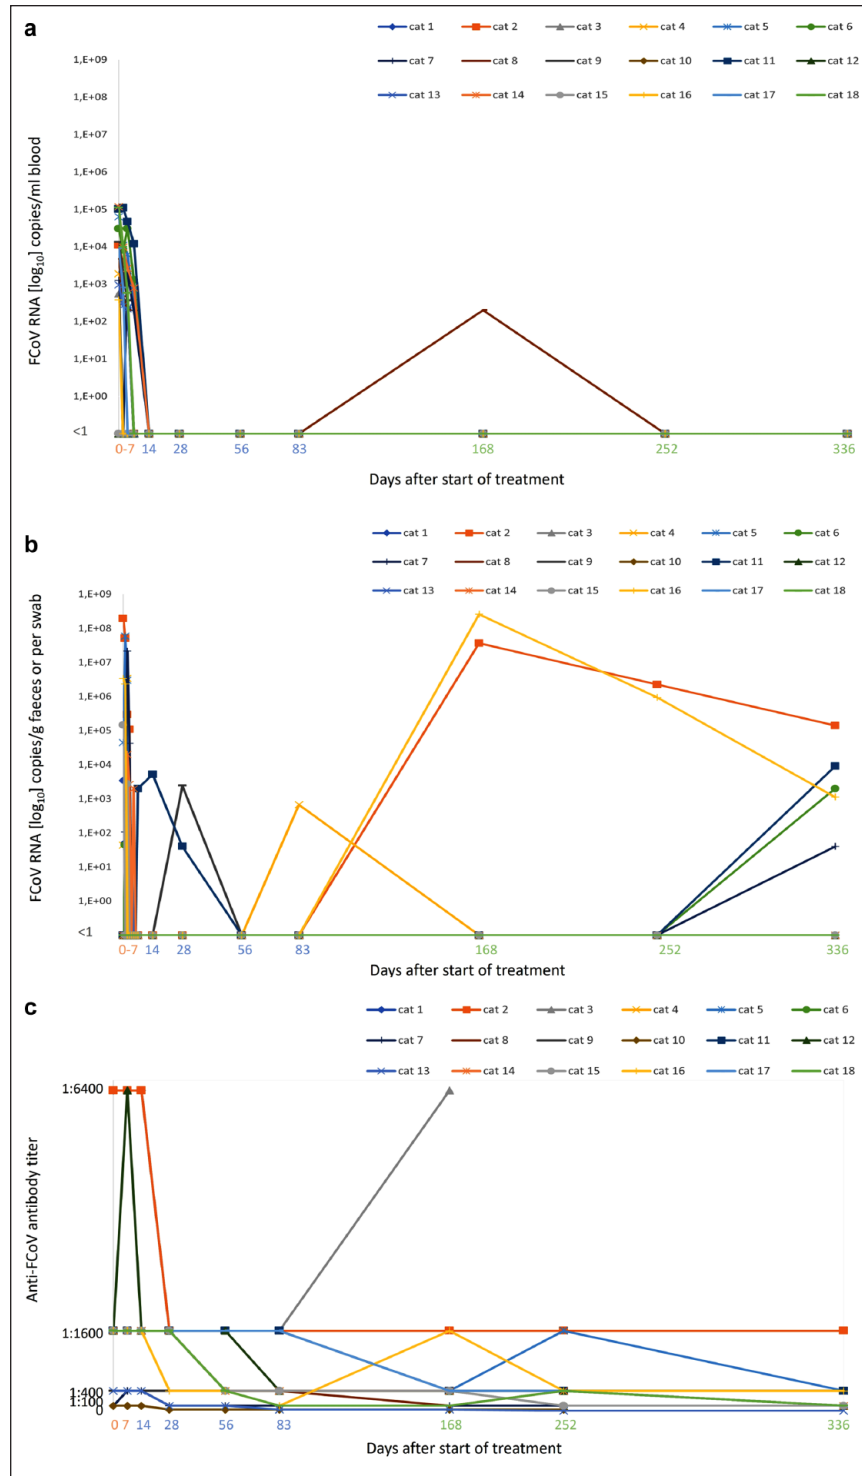 a
cat 1 cat 2 cat 3 cat 4 cat 5 cat 6
cat 7 cat 8 cat 9 cat 10 cat 11 cat 12
cat 13 cat 14 cat 15 cat 16 cat 17 cat 18
FCoV RNA [log10] copies/ml blood
1,E+09
1,E+08
1,E+07
1,E+06
1,E+05
1,E+04
1,E+03
1,E+02
1,E+01
1,E+00
<1
0-7 14 28 56 83 168 252 336
Days after start of treatment
b
cat 1 cat 2 cat 3 cat 4 cat 5 cat 6
cat 7 cat 8 cat 9 cat 10 cat 11 cat 12
cat 13 cat 14 cat 15 cat 16 cat 17 cat 18
FCoV RNA [log10] copies/g faeces or per swab
1,E+09
1,E+08
1,E+07
1,E+06
1,E+05
1,E+04
1,E+03
1,E+02
1,E+01
1,E+00
<1
0-7 14 28 56 83 168 252 336
Days after start of treatment
c
cat 1 cat 2 cat 3 cat 4 cat 5 cat 6
cat 7 cat 8 cat 9 cat 10 cat 11 cat 12
cat 13 cat 14 cat 15 cat 16 cat 17 cat 18
Anti-FCoV antibody titer
1:6400
1:1600
1:400
1:100
0
0 7 14 28 56 83 168 252 336
Days after start of treatment